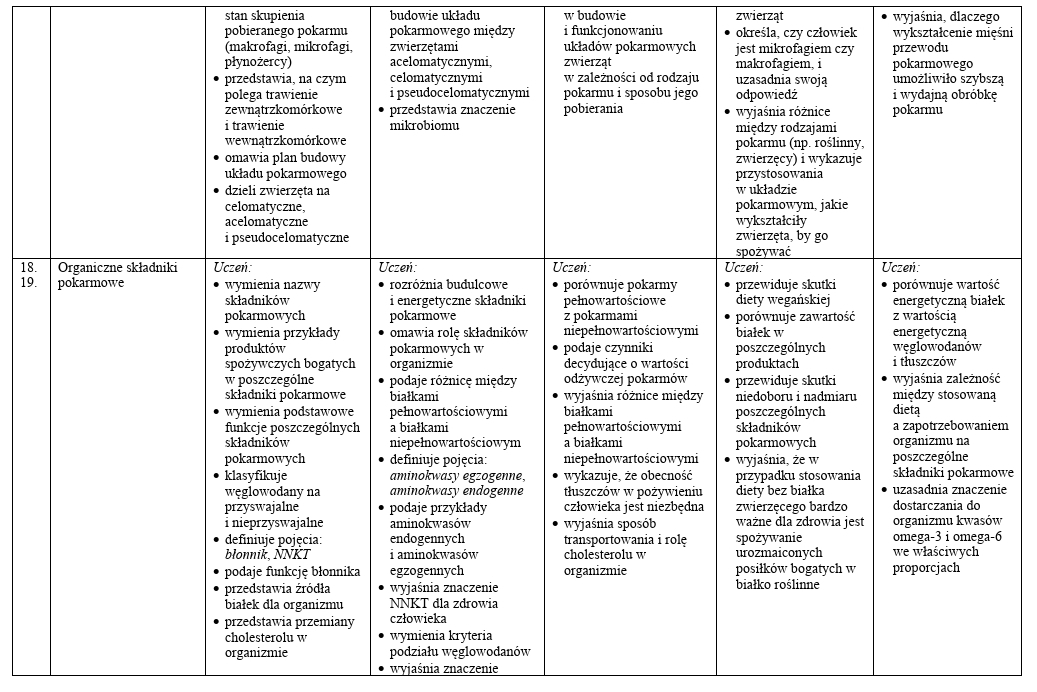 stan skupienia
pobieranego pokarmu
(makrofagi, mikrofagi,
płynożercy)
• przedstawia, na czym
polega trawienie
zewnątrzkomórkowe
i trawienie
wewnątrzkomórkowe
• omawia plan budowy
układu pokarmowego
• dzieli zwierzęta na
celomatyczne,
acelomatyczne
i pseudocelomatyczne
budowie układu
pokarmowego między
zwierzętami
acelomatycznymi,
celomatycznymi
i pseudocelomatycznymi
• przedstawia znaczenie
mikrobiomu
w budowie
i funkcjonowaniu
układów pokarmowych
zwierząt
w zależności od rodzaju
pokarmu i sposobu jego
pobierania
zwierząt
• określa, czy człowiek
jest mikrofagiem czy
makrofagiem, i
uzasadnia swoją
odpowiedź
• wyjaśnia różnice
między rodzajami
pokarmu (np. roślinny,
zwierzęcy) i wykazuje
przystosowania
w układzie
pokarmowym, jakie
wykształciły
zwierzęta, by go
spożywać
• wyjaśnia, dlaczego
wykształcenie mięśni
przewodu
pokarmowego
umożliwiło szybszą
i wydajną obróbkę
pokarmu
18.
19.
Organiczne składniki
pokarmowe
Uczeń:
• wymienia nazwy
składników
pokarmowych
• wymienia przykłady
produktów
spożywczych bogatych
w poszczególne
składniki pokarmowe
• wymienia podstawowe
funkcje poszczególnych
składników
pokarmowych
• klasyfikuje
węglowodany na
przyswajalne
i nieprzyswajalne
• definiuje pojęcia:
błonnik, NNKT
• podaje funkcję błonnika
• przedstawia źródła
białek dla organizmu
• przedstawia przemiany
cholesterolu w
organizmie
Uczeń:
• rozróżnia budulcowe
i energetyczne składniki
pokarmowe
• omawia rolę składników
pokarmowych w
organizmie
• podaje różnicę między
białkami
pełnowartościowymi
a białkami
niepełnowartościowym
• definiuje pojęcia:
aminokwasy egzogenne,
aminokwasy endogenne
• podaje przykłady
aminokwasów
endogennych
i aminokwasów
egzogennych
• wyjaśnia znaczenie
NNKT dla zdrowia
człowieka
• wymienia kryteria
podziału węglowodanów
• wyjaśnia znaczenie
Uczeń:
• porównuje pokarmy
pełnowartościowe
z pokarmami
niepełnowartościowymi
• podaje czynniki
decydujące o wartości
odżywczej pokarmów
• wyjaśnia różnice między
białkami
pełnowartościowymi
a białkami
niepełnowartościowymi
• wykazuje, że obecność
tłuszczów w pożywieniu
człowieka jest niezbędna
• wyjaśnia sposób
transportowania i rolę
cholesterolu w
organizmie
Uczeń:
• przewiduje skutki
diety wegańskiej
• porównuje zawartość
białek w
poszczególnych
produktach
• przewiduje skutki
niedoboru i nadmiaru
poszczególnych
składników
pokarmowych
• wyjaśnia, że w
przypadku stosowania
diety bez białka
zwierzęcego bardzo
ważne dla zdrowia jest
spożywanie
urozmaiconych
posiłków bogatych w
białko roślinne
Uczeń:
• porównuje wartość
energetyczną białek
z wartością
energetyczną
węglowodanów
i tłuszczów
• wyjaśnia zależność
między stosowaną
dietą
a zapotrzebowaniem
organizmu na
poszczególne
składniki pokarmowe
• uzasadnia znaczenie
dostarczania do
organizmu kwasów
omega-3 i omega-6
we właściwych
proporcjach